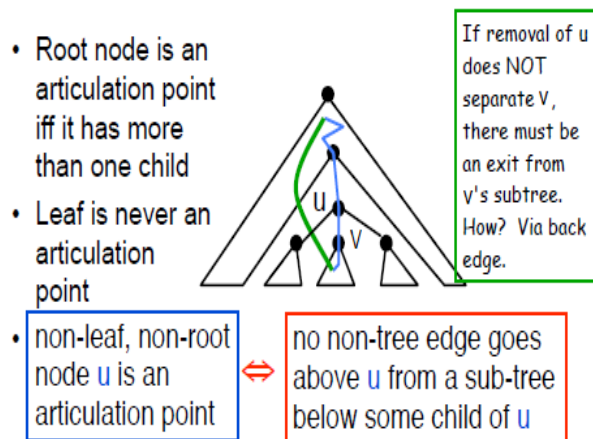 • Root node is an
articulation point
iff it has more
than one child
• Leaf is never an
articulation
point
• non-leaf, non-root
node u is an
articulation point
⇔
no non-tree edge goes
above u from a sub-tree
below some child of u
u
V
If removal of u
does NOT
separate V,
there must be
an exit from
V's subtree.
How? Via back
edge.